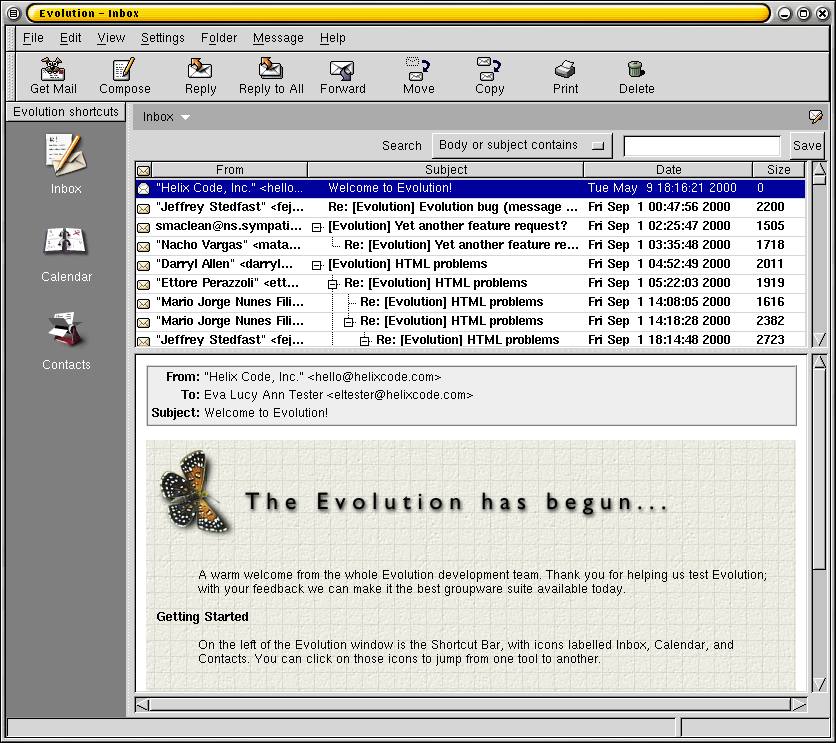 Evolution - Inbox
File Edit View Settings Folder Message Help
Get Mail Compose Reply Reply to All Forward Move Copy Print Delete
Evolution shortcuts
Inbox
Calendar
Contacts
Inbox
Search Body or subject contains Save
From Subject Date Size
"Helix Code, Inc." <hello... Welcome to Evolution! Tue May 9 18:16:21 2000 0
"Jeffrey Stedfast" <fej... Re: [Evolution] Evolution bug (message ... Fri Sep 1 00:47:56 2000 2200
smaclean@ns.sympati... [Evolution] Yet another feature request? Fri Sep 1 02:25:47 2000 1505
"Nacho Vargas" <mata... Re: [Evolution] Yet another feature re... Fri Sep 1 03:35:48 2000 1718
"Darryl Allen" <darryl... [Evolution] HTML problems Fri Sep 1 04:52:49 2000 2011
"Ettore Perazzoli" <ett... Re: [Evolution] HTML problems Fri Sep 1 05:22:03 2000 1919
"Mario Jorge Nunes Fili... Re: [Evolution] HTML problems Fri Sep 1 14:08:05 2000 1616
"Mario Jorge Nunes Fili... Re: [Evolution] HTML problems Fri Sep 1 14:18:28 2000 2382
"Jeffrey Stedfast" <fej... Re: [Evolution] HTML problems Fri Sep 1 18:14:48 2000 2723
From: "Helix Code, Inc." <hello@helixcode.com>
To: Eva Lucy Ann Tester <eltester@helixcode.com>
Subject: Welcome to Evolution!
The Evolution has begun...
A warm welcome from the whole Evolution development team. Thank you for helping us test Evolution;
with your feedback we can make it the best groupware suite available today.
Getting Started
On the left of the Evolution window is the Shortcut Bar, with icons labelled Inbox, Calendar, and
Contacts. You can click on those icons to jump from one tool to another.